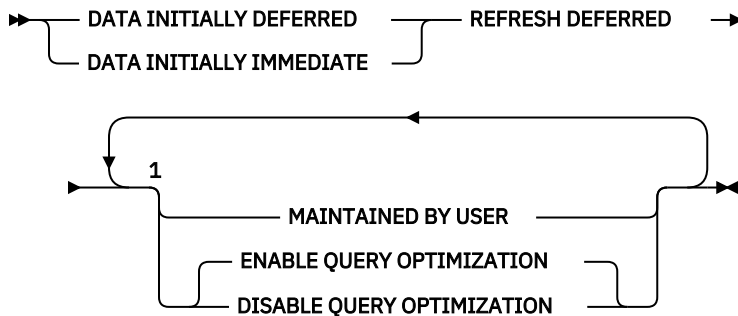 DATA INITIALLY DEFERRED REFRESH DEFERRED
DATA INITIALLY IMMEDIATE
1
MAINTAINED BY USER
ENABLE QUERY OPTIMIZATION
DISABLE QUERY OPTIMIZATION